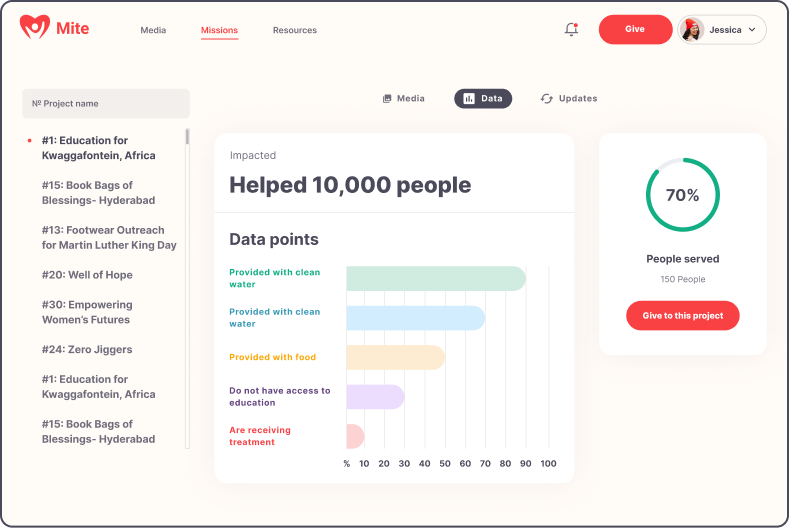 Mite
Media
Missions
Resources
Give
Jessica
Nº Project name
#1: Education for
Kwaggafontein, Africa
#15: Book Bags of
Blessings- Hyderabad
#13: Footwear Outreach
for Martin Luther King Day
#20: Well of Hope
#30: Empowering
Women's Futures
#24: Zero Jiggers
#1: Education for
Kwaggafontein, Africa
#15: Book Bags of
Blessings- Hyderabad
Media
Data
Updates
Impacted
Helped 10,000 people
Data points
Provided with clean
water
Provided with clean
water
Provided with food
Do not have access to
education
Are receiving
treatment
% 10 20 30 40 50 60 70 80 90 100
70%
People served
150 People
Give to this project